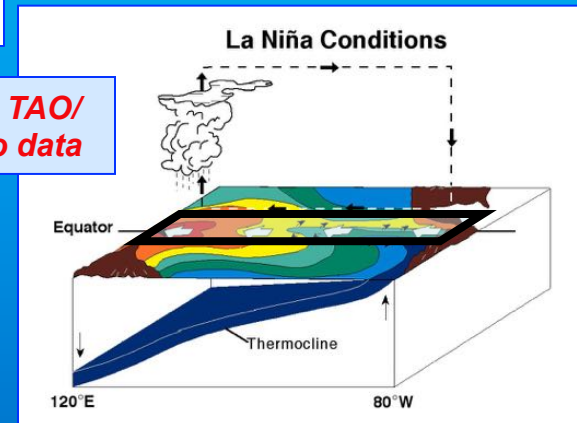 La Niña Conditions
TAO/
data
Equator
Thermocline
120°E
80°W